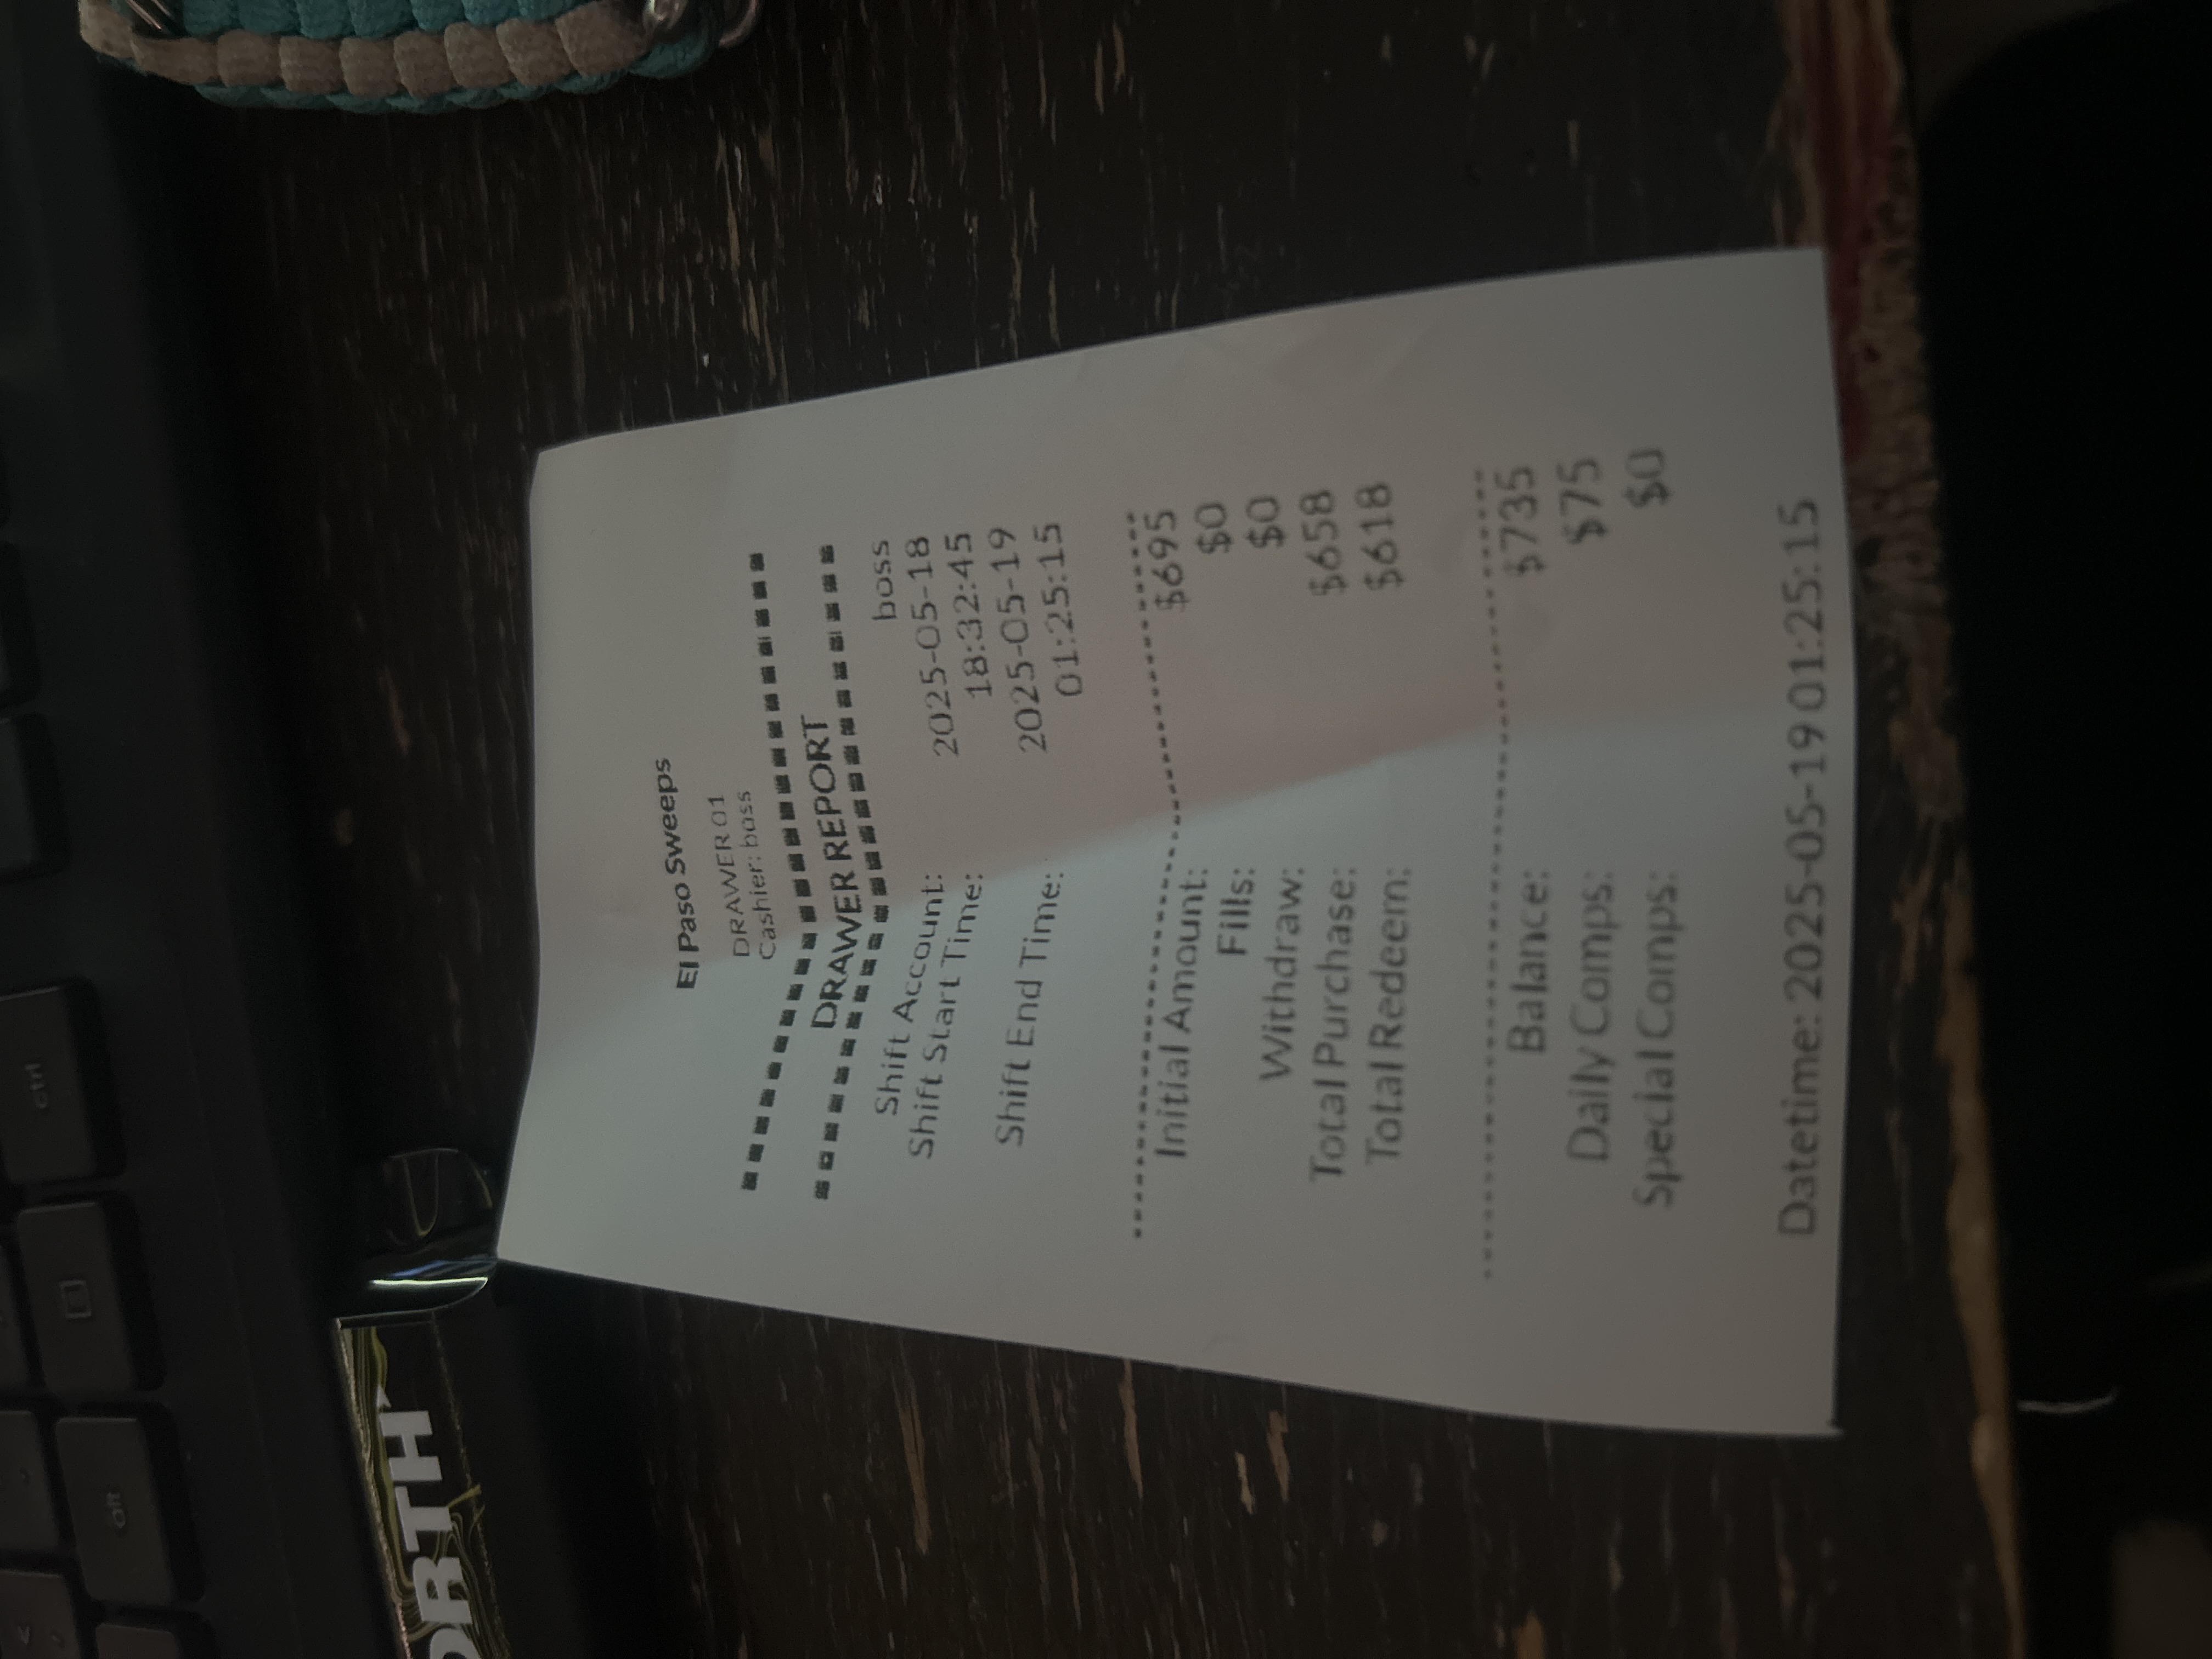 El Paso Sweeps
DRAWER 01
Cashier: boss
DRAWER REPORT
Shift Account: boss
Shift Start Time: 2025-05-18
18:32:45
Shift End Time: 2025-05-19
01:25:15
Initial Amount: $695
Fills: $0
Withdraw: $0
Total Purchase: $658
Total Redeem: $618
Balance: $735
Daily Comps: $75
Special Comps: $0
Datetime: 2025-05-19 01:25:15
ctrl
ORTH